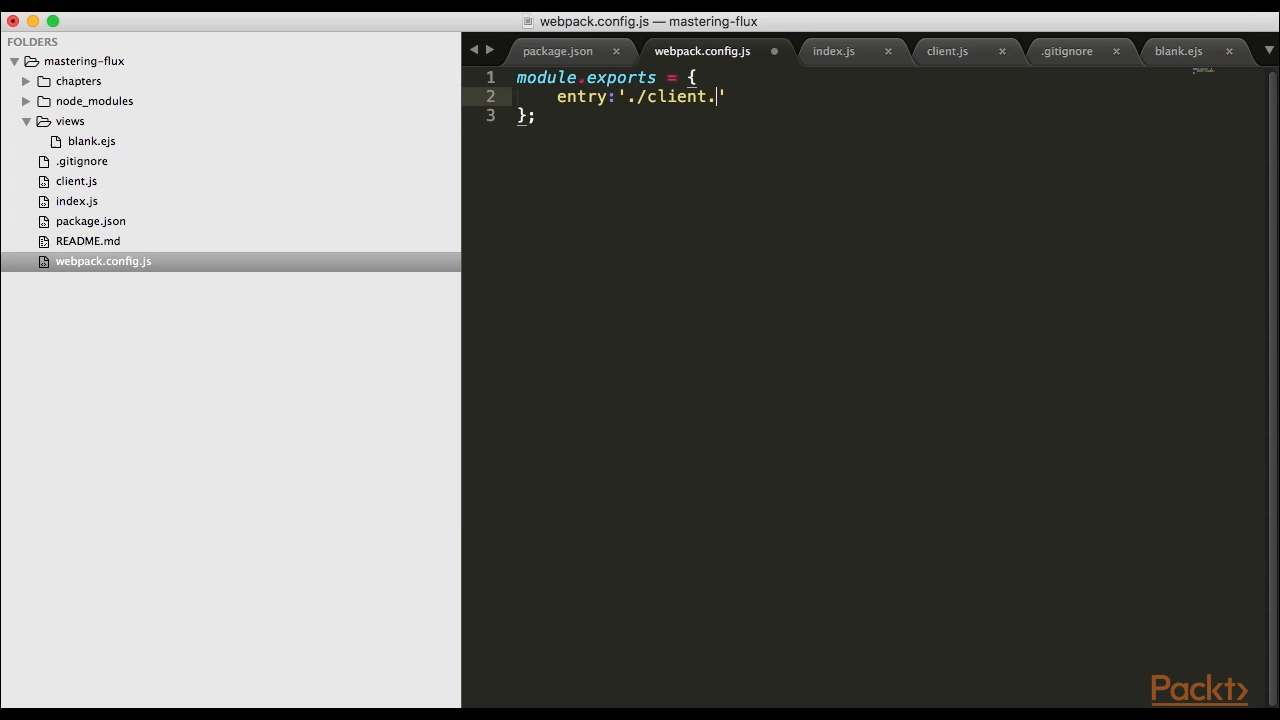 webpack.config.js — mastering-flux
FOLDERS
mastering-flux
chapters
node_modules
views
blank.ejs
.gitignore
client.js
index.js
package.json
README.md
webpack.config.js
package.json × webpack.config.js index.js × client.js × .gitignore × blank.ejs ×
1 module.exports = {
2 entry:'./client.'
3 };
Packt>